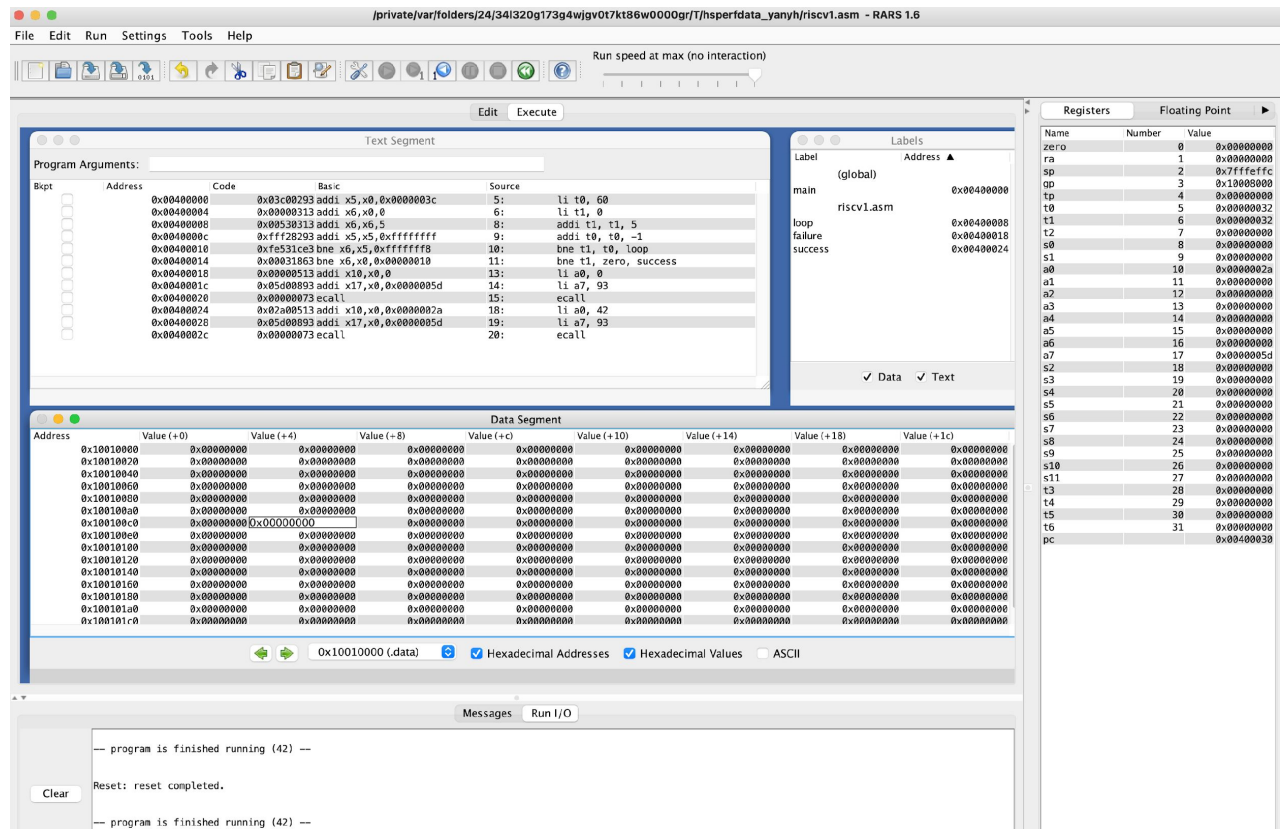 /private/var/folders/24/34l320g173g4wjgv0t7kt86w0000gr/T/hsperfdata_yanyh/riscv1.asm - RARS 1.6
File Edit Run Settings Tools Help
Run speed at max (no interaction)
Edit Execute
Text Segment
Program Arguments:
Bkpt Address Code Basic Source
0x00400000 0x03c00293 addi x5,x0,0x0000003c 5: li t0, 60
0x00400004 0x00000313 addi x6,x0,0 6: li t1, 0
0x00400008 0x00530313 addi x6,x6,5 8: addi t1, t1, 5
0x0040000c 0xfff28293 addi x5,x5,0xffffffff 9: addi t0, t0, -1
0x00400010 0xfe531ce3 bne x6,x5,0xfffffff8 10: bne t1, t0, loop
0x00400014 0x00031863 bne x6,x0,0x00000010 11: bne t1, zero, success
0x00400018 0x00000513 addi x10,x0,0 13: li a0, 0
0x0040001c 0x05d00893 addi x17,x0,0x0000005d 14: li a7, 93
0x00400020 0x00000073 ecall 15: ecall
0x00400024 0x02a00513 addi x10,x0,0x0000002a 18: li a0, 42
0x00400028 0x05d00893 addi x17,x0,0x0000005d 19: li a7, 93
0x0040002c 0x00000073 ecall 20: ecall
Labels
Label Address ▲
(global)
main 0x00400000
riscv1.asm
loop 0x00400008
failure 0x00400018
success 0x00400024
✓ Data ✓ Text
Data Segment
Address Value (+0) Value (+4) Value (+8) Value (+c) Value (+10) Value (+14) Value (+18) Value (+1c)
0x10010000 0x00000000 0x00000000 0x00000000 0x00000000 0x00000000 0x00000000 0x00000000 0x00000000
0x10010020 0x00000000 0x00000000 0x00000000 0x00000000 0x00000000 0x00000000 0x00000000 0x00000000
0x10010040 0x00000000 0x00000000 0x00000000 0x00000000 0x00000000 0x00000000 0x00000000 0x00000000
0x10010060 0x00000000 0x00000000 0x00000000 0x00000000 0x00000000 0x00000000 0x00000000 0x00000000
0x10010080 0x00000000 0x00000000 0x00000000 0x00000000 0x00000000 0x00000000 0x00000000 0x00000000
0x100100a0 0x00000000 0x00000000 0x00000000 0x00000000 0x00000000 0x00000000 0x00000000 0x00000000
0x100100c0 0x00000000 0x00000000 0x00000000 0x00000000 0x00000000 0x00000000 0x00000000 0x00000000
0x100100e0 0x00000000 0x00000000 0x00000000 0x00000000 0x00000000 0x00000000 0x00000000 0x00000000
0x10010100 0x00000000 0x00000000 0x00000000 0x00000000 0x00000000 0x00000000 0x00000000 0x00000000
0x10010120 0x00000000 0x00000000 0x00000000 0x00000000 0x00000000 0x00000000 0x00000000 0x00000000
0x10010140 0x00000000 0x00000000 0x00000000 0x00000000 0x00000000 0x00000000 0x00000000 0x00000000
0x10010160 0x00000000 0x00000000 0x00000000 0x00000000 0x00000000 0x00000000 0x00000000 0x00000000
0x10010180 0x00000000 0x00000000 0x00000000 0x00000000 0x00000000 0x00000000 0x00000000 0x00000000
0x100101a0 0x00000000 0x00000000 0x00000000 0x00000000 0x00000000 0x00000000 0x00000000 0x00000000
0x100101c0 0x00000000 0x00000000 0x00000000 0x00000000 0x00000000 0x00000000 0x00000000 0x00000000
0x10010000 (.data) ✓ Hexadecimal Addresses ✓ Hexadecimal Values ASCII
Messages Run I/O
-- program is finished running (42) --
Reset: reset completed.
Clear
-- program is finished running (42) --
Registers Floating Point
Name Number Value
zero 0 0x00000000
ra 1 0x00000000
sp 2 0x7fffeffc
gp 3 0x10008000
tp 4 0x00000000
t0 5 0x00000032
t1 6 0x00000032
t2 7 0x00000000
s0 8 0x00000000
s1 9 0x00000000
a0 10 0x0000002a
a1 11 0x00000000
a2 12 0x00000000
a3 13 0x00000000
a4 14 0x00000000
a5 15 0x00000000
a6 16 0x00000000
a7 17 0x0000005d
s2 18 0x00000000
s3 19 0x00000000
s4 20 0x00000000
s5 21 0x00000000
s6 22 0x00000000
s7 23 0x00000000
s8 24 0x00000000
s9 25 0x00000000
s10 26 0x00000000
s11 27 0x00000000
t3 28 0x00000000
t4 29 0x00000000
t5 30 0x00000000
t6 31 0x00000000
pc 0x00400030